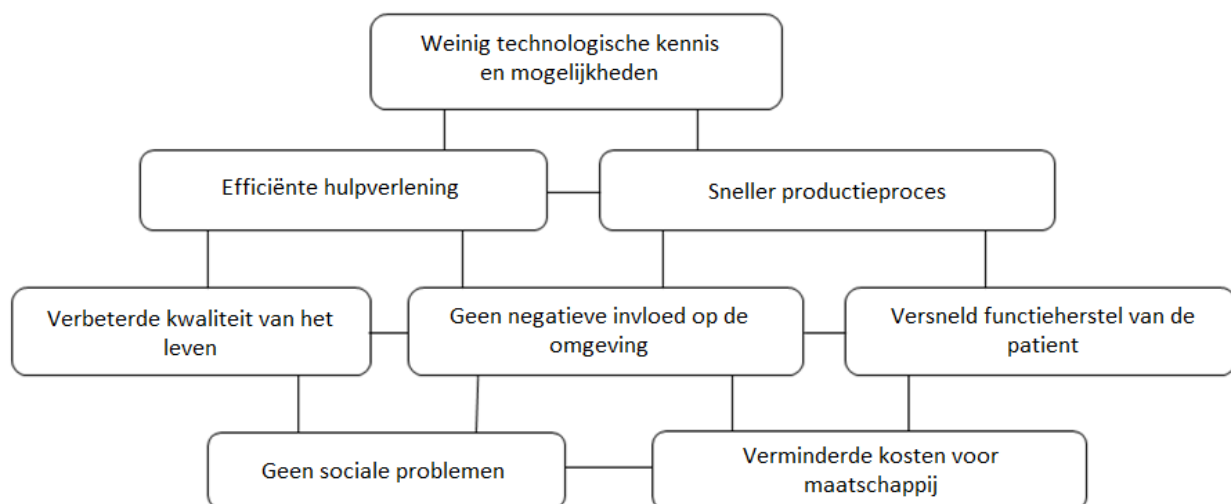 Weinig technologische kennis
en mogelijkheden
Efficiënte hulpverlening
Sneller productieproces
Verbeterde kwaliteit van het
leven
Geen negatieve invloed op de
omgeving
Versneld functieherstel van de
patient
Geen sociale problemen
Verminderde kosten voor
maatschappij